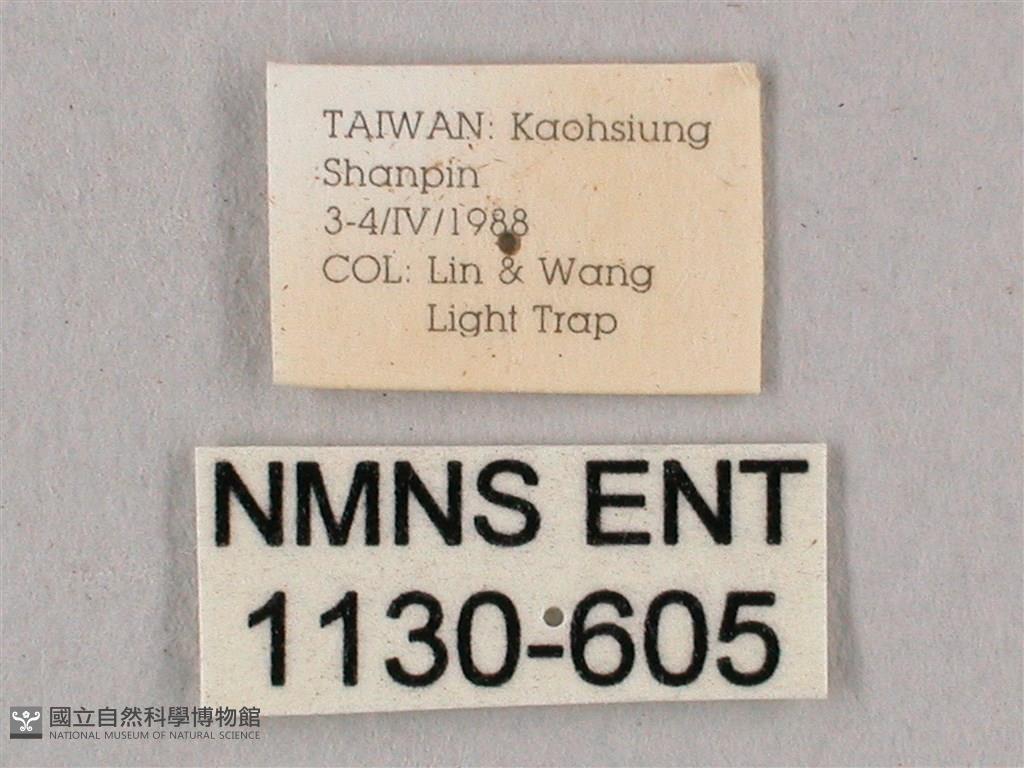 TAIWAN: Kaohsiung
Shanpin
3-4/IV/1988
COL: Lin & Wang
Light Trap
NMNS ENT
1130-605
國立自然科學博物館
NATIONAL MUSEUM OF NATURAL SCIENCE